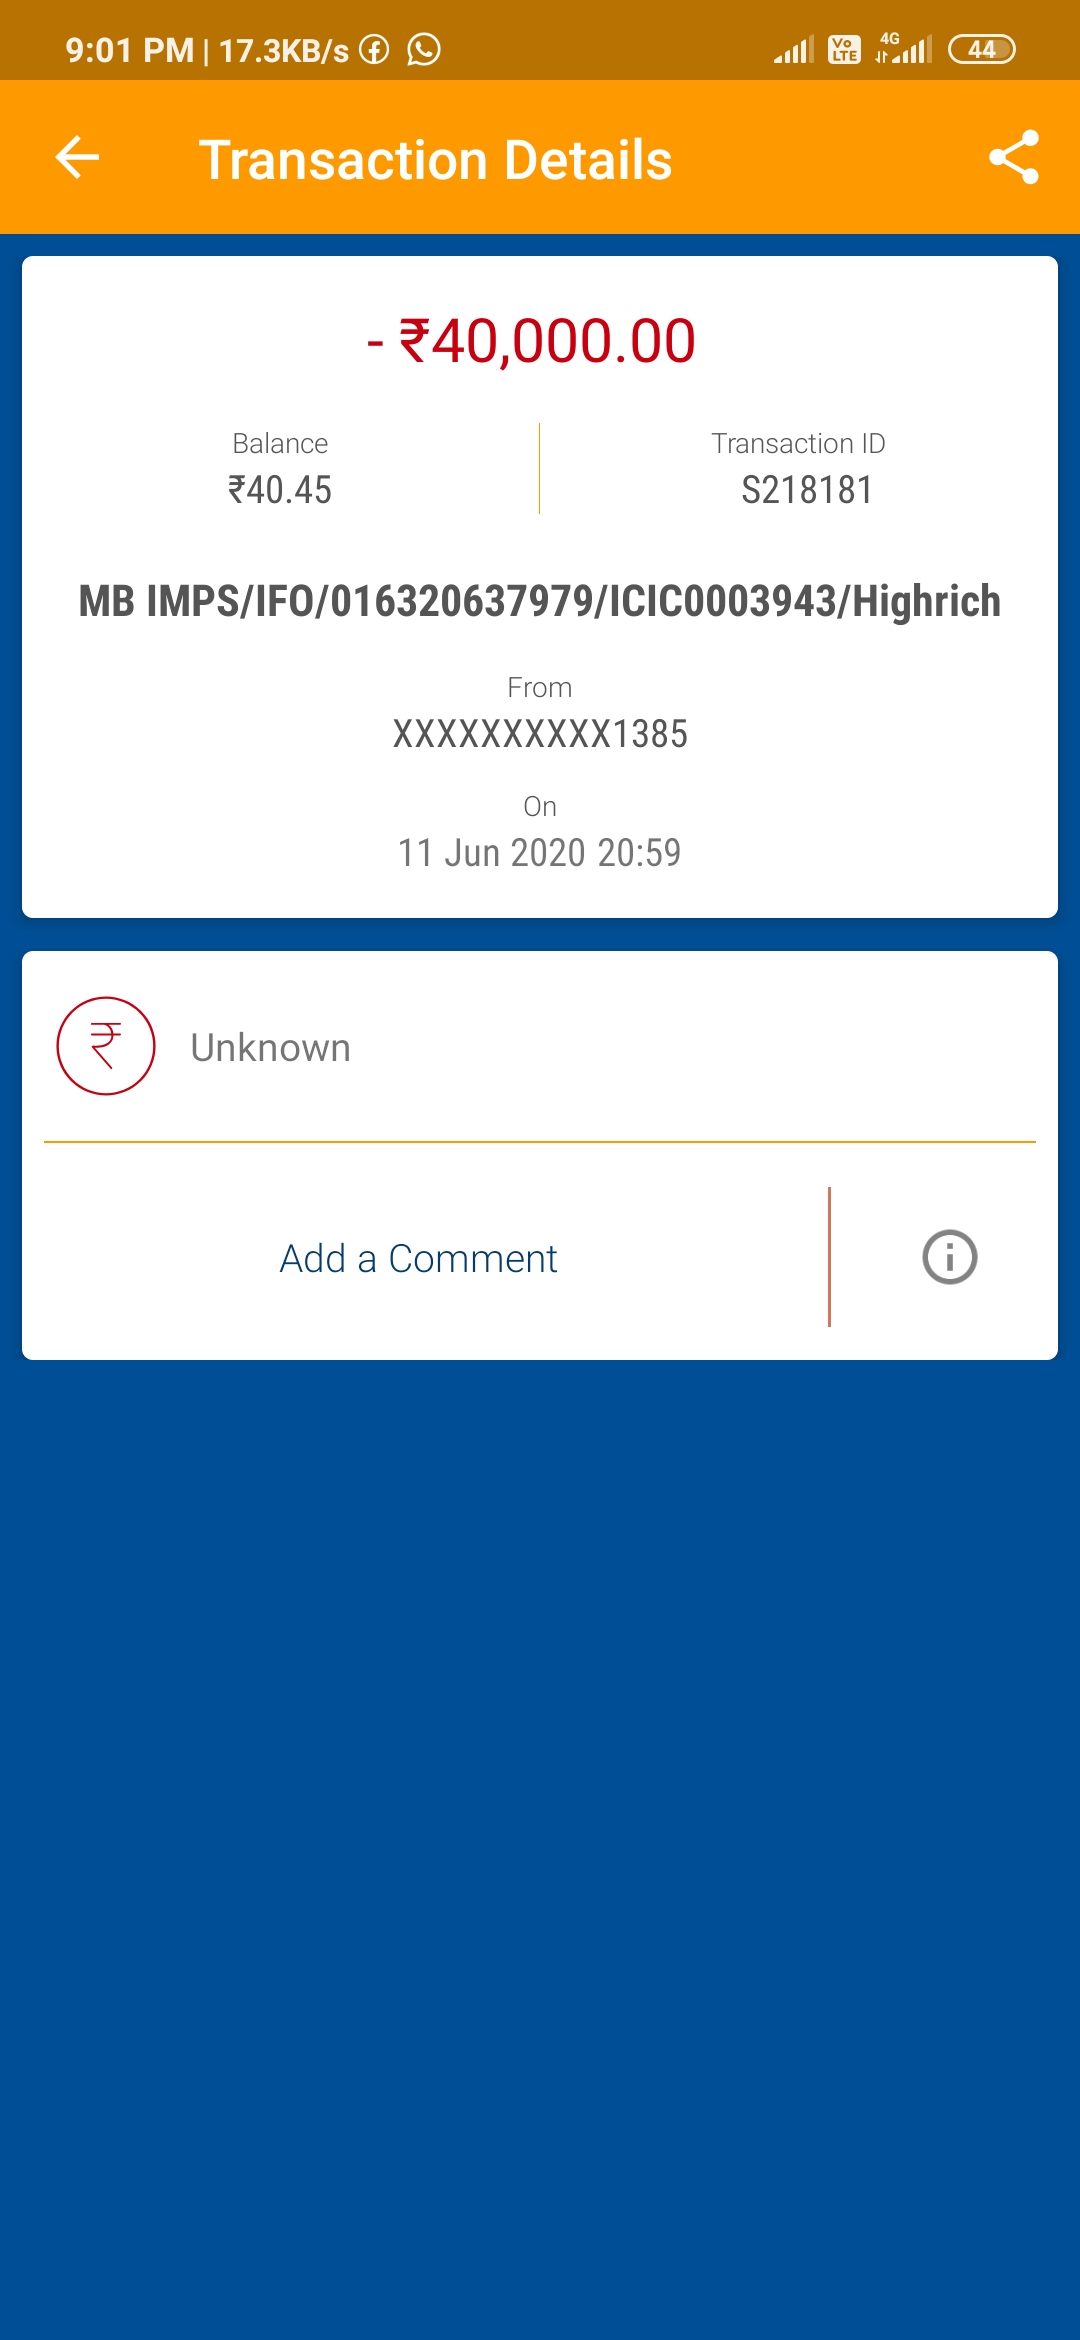 9:01 PM | 17.3KB/s
Vo LTE 4G 44
Transaction Details
- ₹40,000.00
Balance Transaction ID
₹40.45 S218181
MB IMPS/IFO/016320637979/ICIC0003943/Highrich
From
XXXXXXXXXX1385
On
11 Jun 2020 20:59
₹ Unknown
Add a Comment